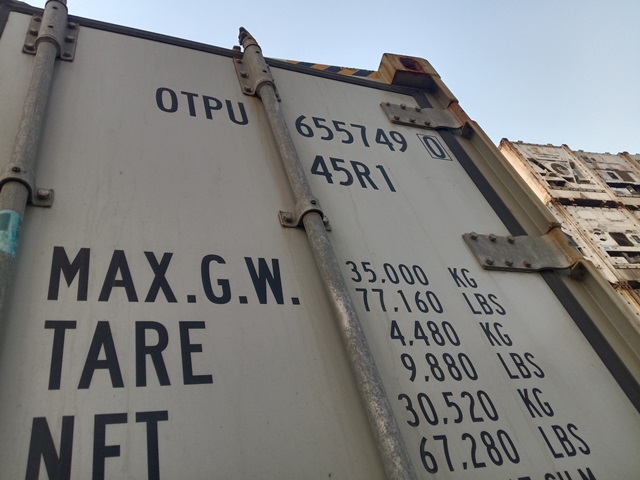 OTPU 655749 0
45R1
MAX.G.W. 35,000 KG
77,160 LBS
TARE 4,480 KG
9,880 LBS
NET 30,520 KG
67,280 LBS